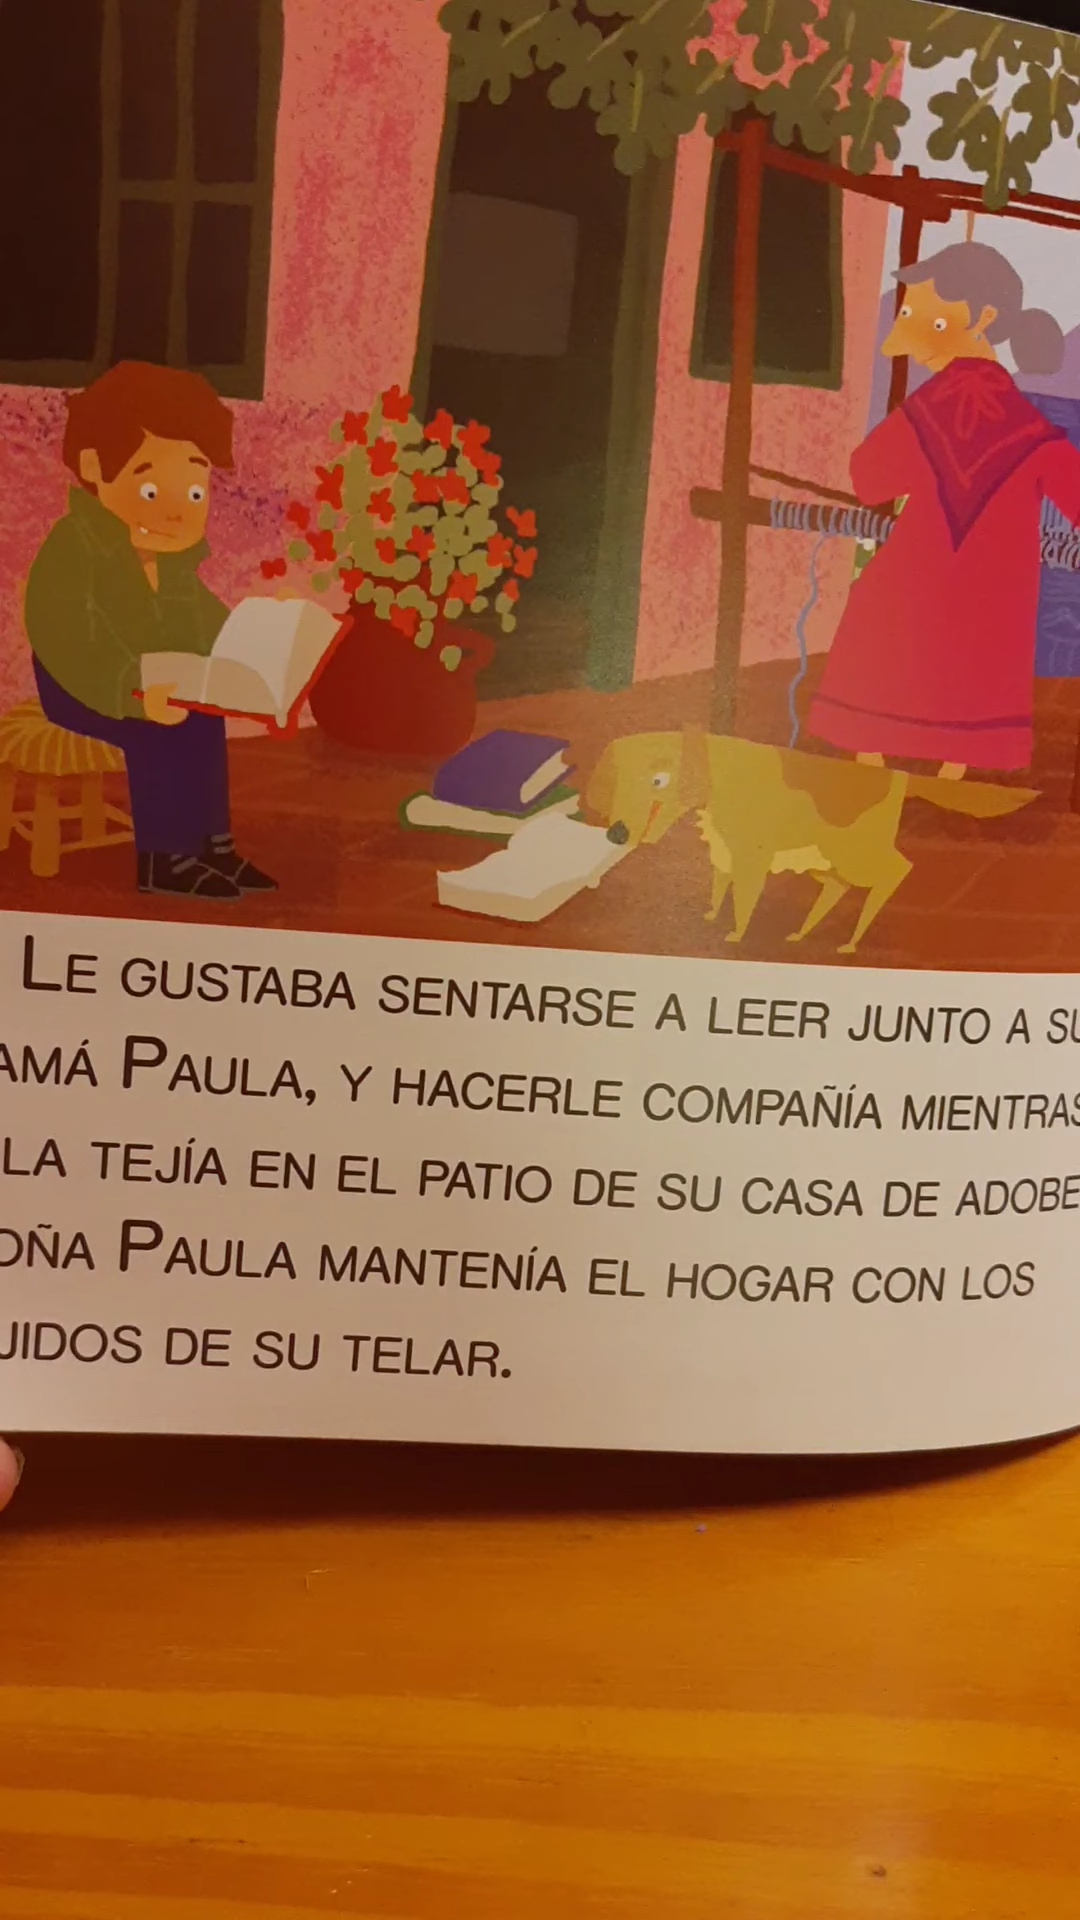 LE GUSTABA SENTARSE A LEER JUNTO A SU
AMÁ PAULA, Y HACERLE COMPAÑÍA MIENTRAS
LA TEJÍA EN EL PATIO DE SU CASA DE ADOBE
OÑA PAULA MANTENÍA EL HOGAR CON LOS
JIDOS DE SU TELAR.